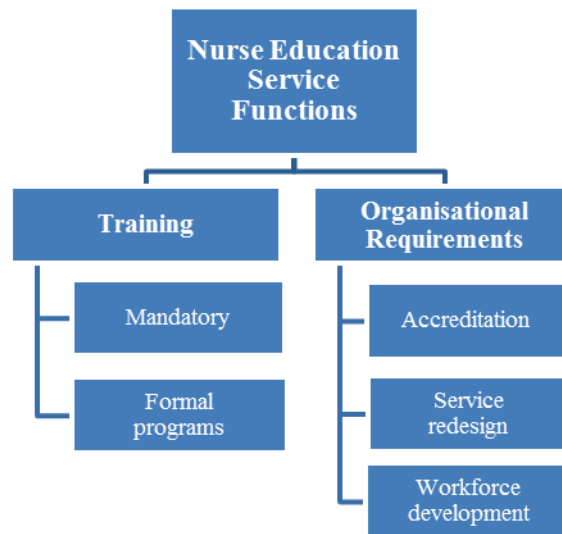 Nurse Education
Service
Functions
Training
Mandatory
Formal
programs
Organisational
Requirements
Accreditation
Service
redesign
Workforce
development